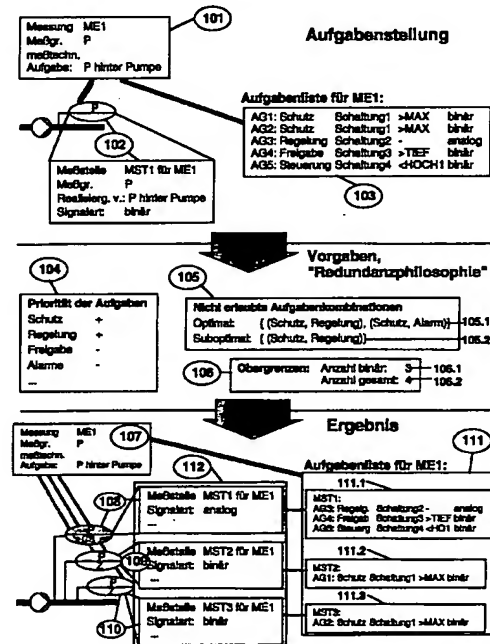 101
Messung ME1
Meßgr. P
meßtechn.
Aufgabe: P hinter Pumpe
Aufgabenstellung
P
102
Meßstelle MST1 für ME1
Meßgr. P
Realisierg. v.: P hinter Pumpe
Signalart: binär
Aufgabenliste für ME1:
AG1: Schutz Schaltung1 >MAX binär
AG2: Schutz Schaltung1 >MAX binär
AG3: Regelung Schaltung2 - analog
AG4: Freigabe Schaltung3 >TIEF binär
AG5: Steuerung Schaltung4 <HOCH1 binär
103
Vorgaben,
"Redundanzphilosophie"
104
Priorität der Aufgaben
Schutz +
Regelung +
Freigabe -
Alarme -
...
105
Nicht erlaubte Aufgabenkombinationen
Optimal: { (Schutz, Regelung), (Schutz, Alarm)} 105.1
Suboptimal: { (Schutz, Regelung)} 105.2
106
Obergrenzen: Anzahl binär: 3 106.1
Anzahl gesamt: 4 106.2
Ergebnis
Messung ME1
Meßgr. P
meßtechn.
Aufgabe: P hinter Pumpe
107
108
P
109
P
110
112
Meßstelle MST1 für ME1
Signalart: analog
...
Meßstelle MST2 für ME1
Signalart: binär
...
Meßstelle MST3 für ME1
Signalart: binär
...
111
Aufgabenliste für ME1:
111.1
MST1:
AG3: Regelg. Schaltung2 - analog
AG4: Freigab Schaltung3 >TIEF binär
AG5: Steuerg Schaltung4 <HO1 binär
111.2
MST2:
AG1: Schutz Schaltung1 >MAX binär
111.3
MST3:
AG2: Schutz Schaltung1 >MAX binär